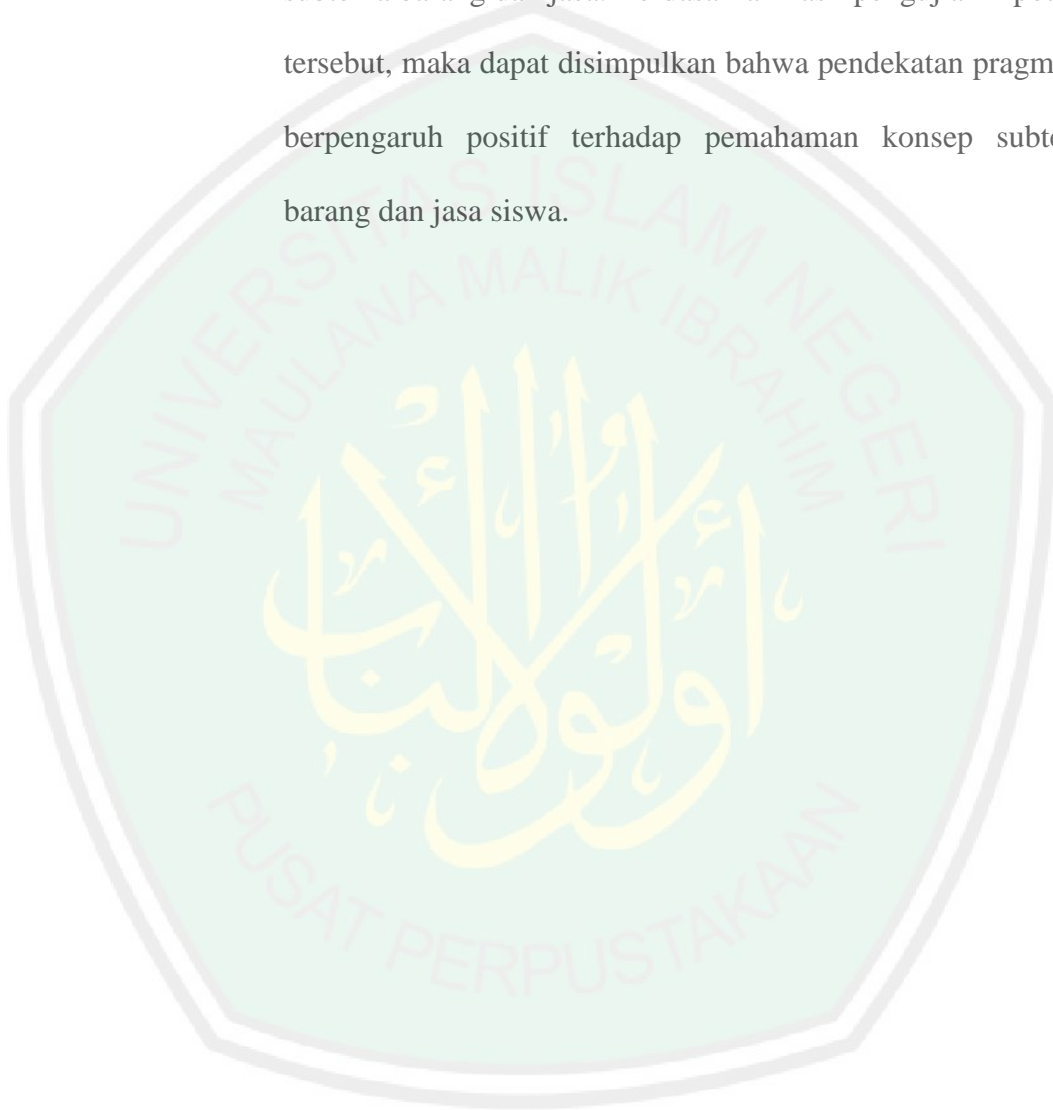 tersebut, maka dapat disimpulkan bahwa pendekatan pragm
berpengaruh positif terhadap pemahaman konsep subte
barang dan jasa siswa.
UNIVERSITAS ISLAM NEGERI
MAULANA MALIK IBRAHIM
أولوا الألباب
PUSAT PERPUSTAKAAN